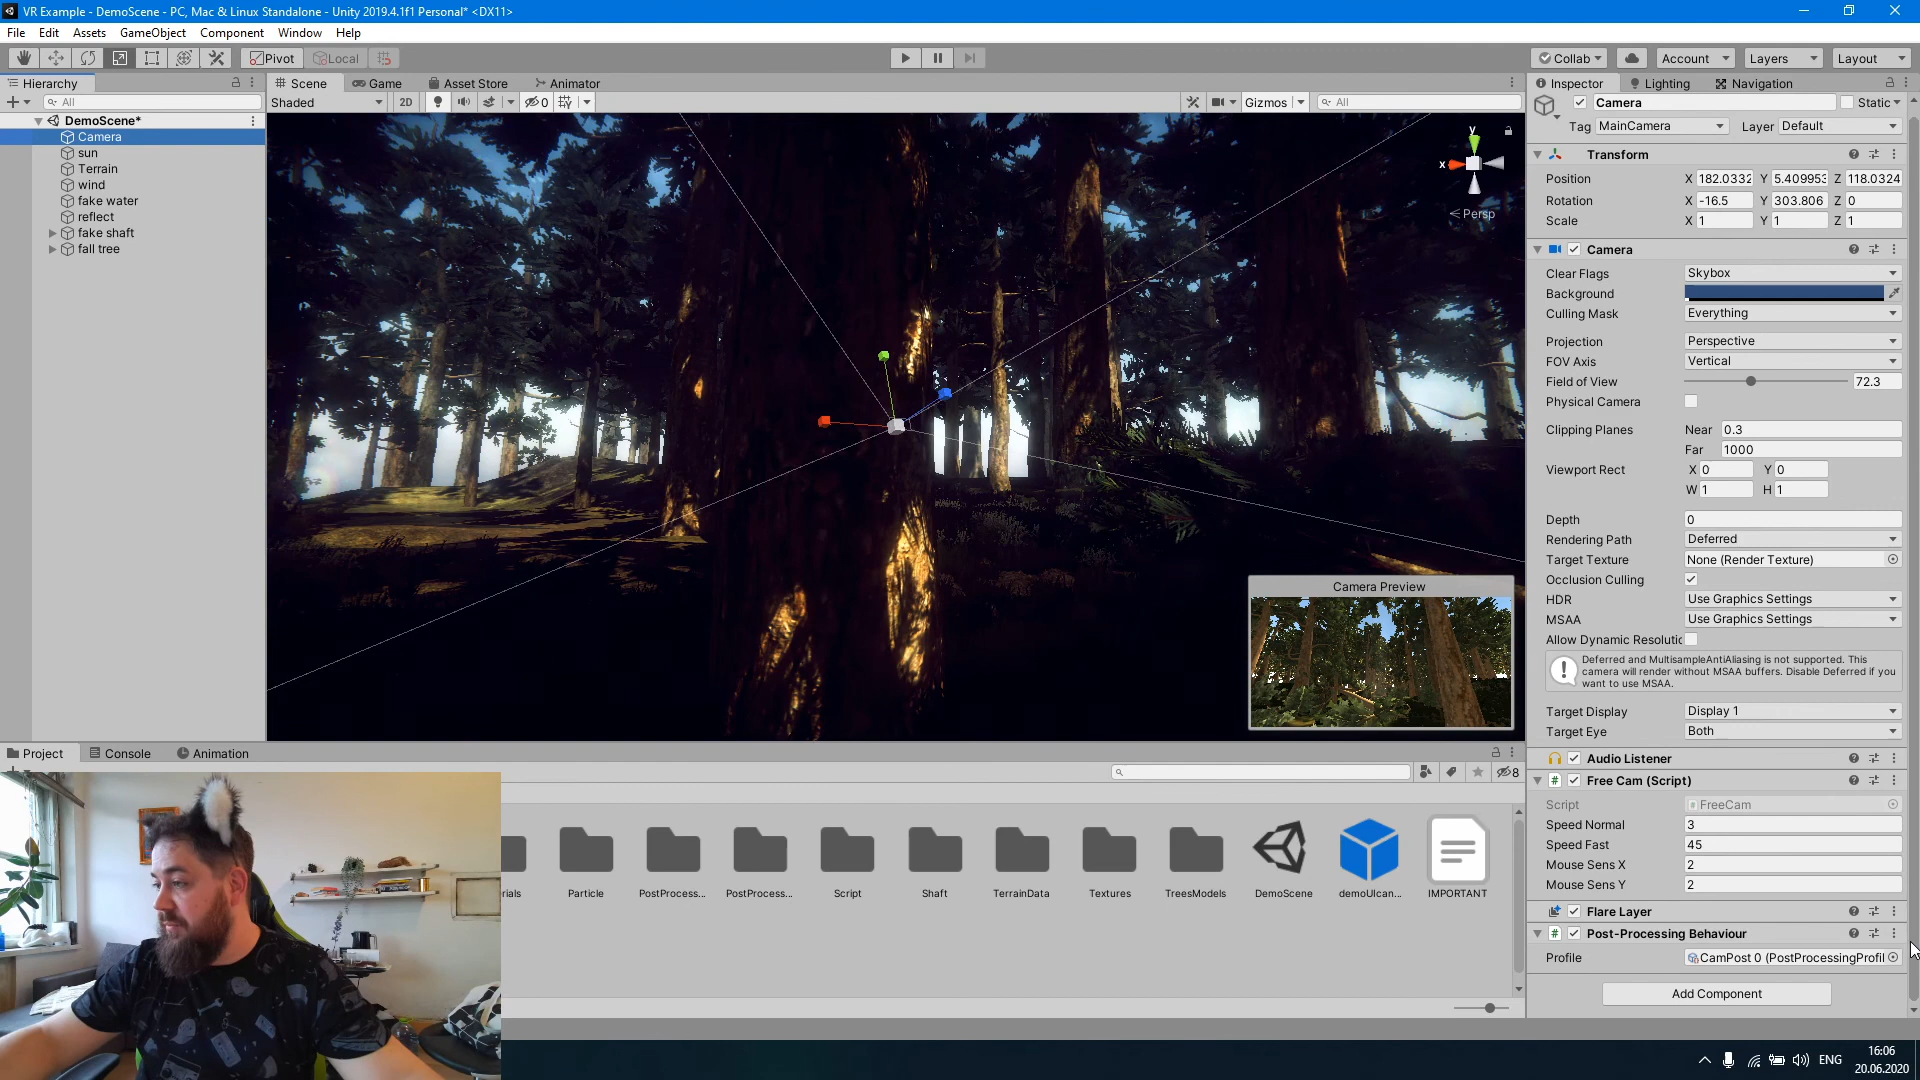 VR Example - DemoScene - PC, Mac & Linux Standalone - Unity 2019.4.1f1 Personal* <DX11>
File Edit Assets GameObject Component Window Help
Pivot Local Collab Account Layers Layout
Hierarchy
All
DemoScene*
Camera
sun
Terrain
wind
fake water
reflect
fake shaft
fall tree
Scene Game Asset Store Animator
Shaded 2D 0 Gizmos All
y
x
Persp
Camera Preview
Inspector Lighting Navigation
Camera Static
Tag MainCamera Layer Default
Transform
Position X 182.0332 Y 5.409953 Z 118.0324
Rotation X -16.5 Y 303.806 Z 0
Scale X 1 Y 1 Z 1
Camera
Clear Flags Skybox
Background
Culling Mask Everything
Projection Perspective
FOV Axis Vertical
Field of View 72.3
Physical Camera
Clipping Planes Near 0.3
Far 1000
Viewport Rect X 0 Y 0
W 1 H 1
Depth 0
Rendering Path Deferred
Target Texture None (Render Texture)
Occlusion Culling
HDR Use Graphics Settings
MSAA Use Graphics Settings
Allow Dynamic Resolutic
Deferred and MultisampleAntiAliasing is not supported. This
camera will render without MSAA buffers. Disable Deferred if you
want to use MSAA.
Target Display Display 1
Target Eye Both
Audio Listener
Free Cam (Script)
Script FreeCam
Speed Normal 3
Speed Fast 45
Mouse Sens X 2
Mouse Sens Y 2
Flare Layer
Post-Processing Behaviour
Profile CamPost 0 (PostProcessingProfil
Add Component
Project Console Animation
8
rials Particle PostProcess... PostProcess... Script Shaft TerrainData Textures TreesModels DemoScene demoUIcan... IMPORTANT
ENG
16:06
20.06.2020